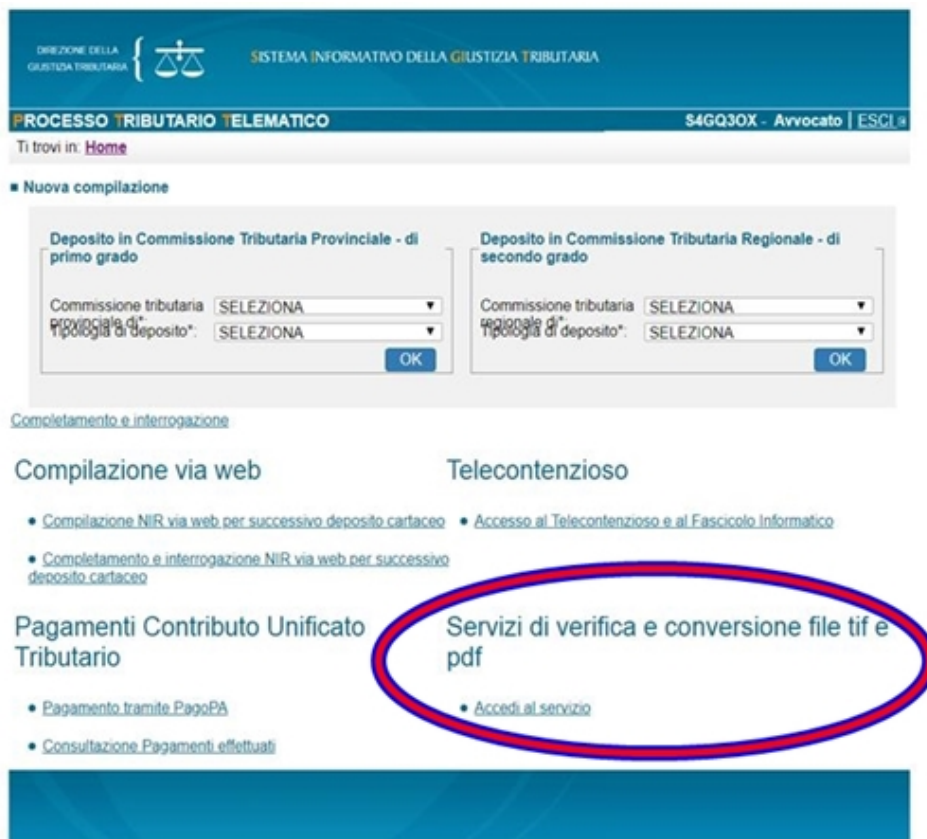 DIREZIONE DELLA
GIUSTIZIA TRIBUTARIA
SISTEMA INFORMATIVO DELLA GIUSTIZIA TRIBUTARIA
PROCESSO TRIBUTARIO TELEMATICO
S4GQ3OX - Avvocato | ESCI
Ti trovi in: Home
Nuova compilazione
Deposito in Commissione Tributaria Provinciale - di
primo grado
Commissione tributaria
provinciale di*:
SELEZIONA
Tipologia di deposito*:
SELEZIONA
OK
Deposito in Commissione Tributaria Regionale - di
secondo grado
Commissione tributaria
regionale di*:
SELEZIONA
Tipologia di deposito*:
SELEZIONA
OK
Completamento e interrogazione
Compilazione via web
• Compilazione NIR via web per successivo deposito cartaceo
• Completamento e interrogazione NIR via web per successivo
deposito cartaceo
Telecontenzioso
• Accesso al Telecontenzioso e al Fascicolo Informatico
Pagamenti Contributo Unificato
Tributario
• Pagamento tramite PagoPA
• Consultazione Pagamenti effettuati
Servizi di verifica e conversione file tif e
pdf
• Accedi al servizio